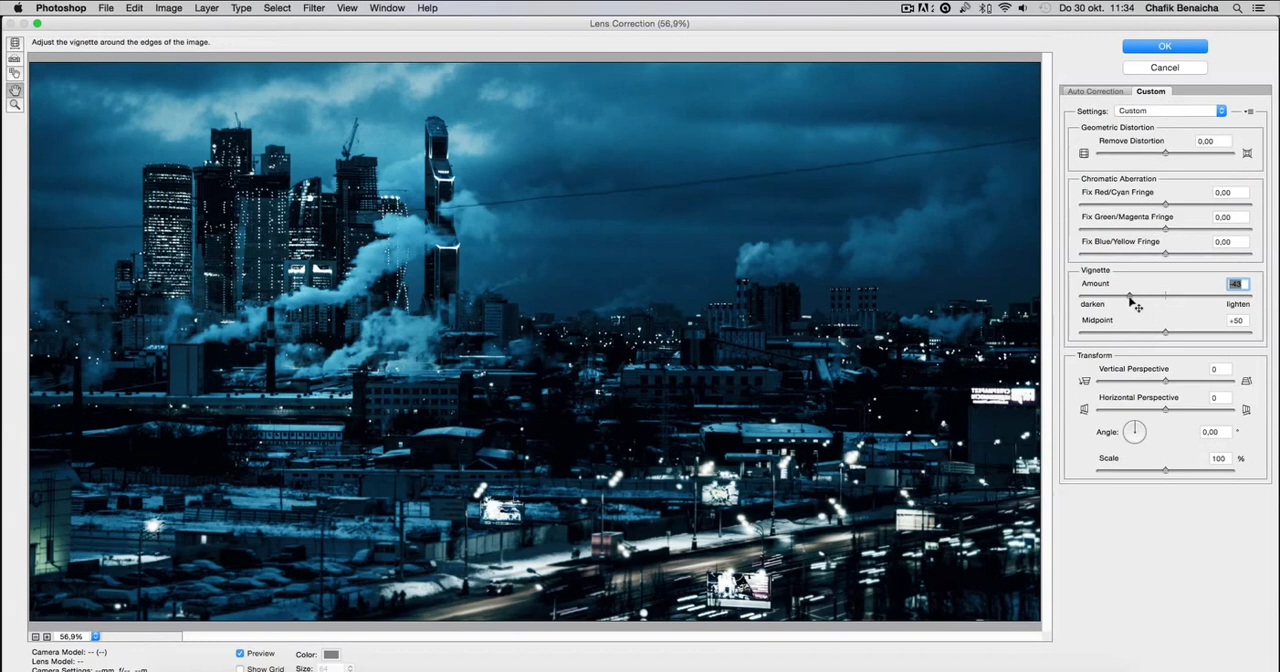 Photoshop File Edit Image Layer Type Select Filter View Window Help Do 30 okt. 11:34 Chafik Benaicha
Lens Correction (56,9%)
Adjust the vignette around the edges of the image.
OK
Cancel
Auto Correction Custom
Settings: Custom
Geometric Distortion
Remove Distortion 0,00
Chromatic Aberration
Fix Red/Cyan Fringe 0,00
Fix Green/Magenta Fringe 0,00
Fix Blue/Yellow Fringe 0,00
Vignette
Amount
darken lighten
Midpoint +50
Transform
Vertical Perspective 0
Horizontal Perspective 0
Angle: 0,00 °
Scale 100 %
56,9%
Camera Model: -- (--)
Lens Model: --
Camera Settings: --mm, f/--, --m
Preview
Show Grid
Color:
Size: 64